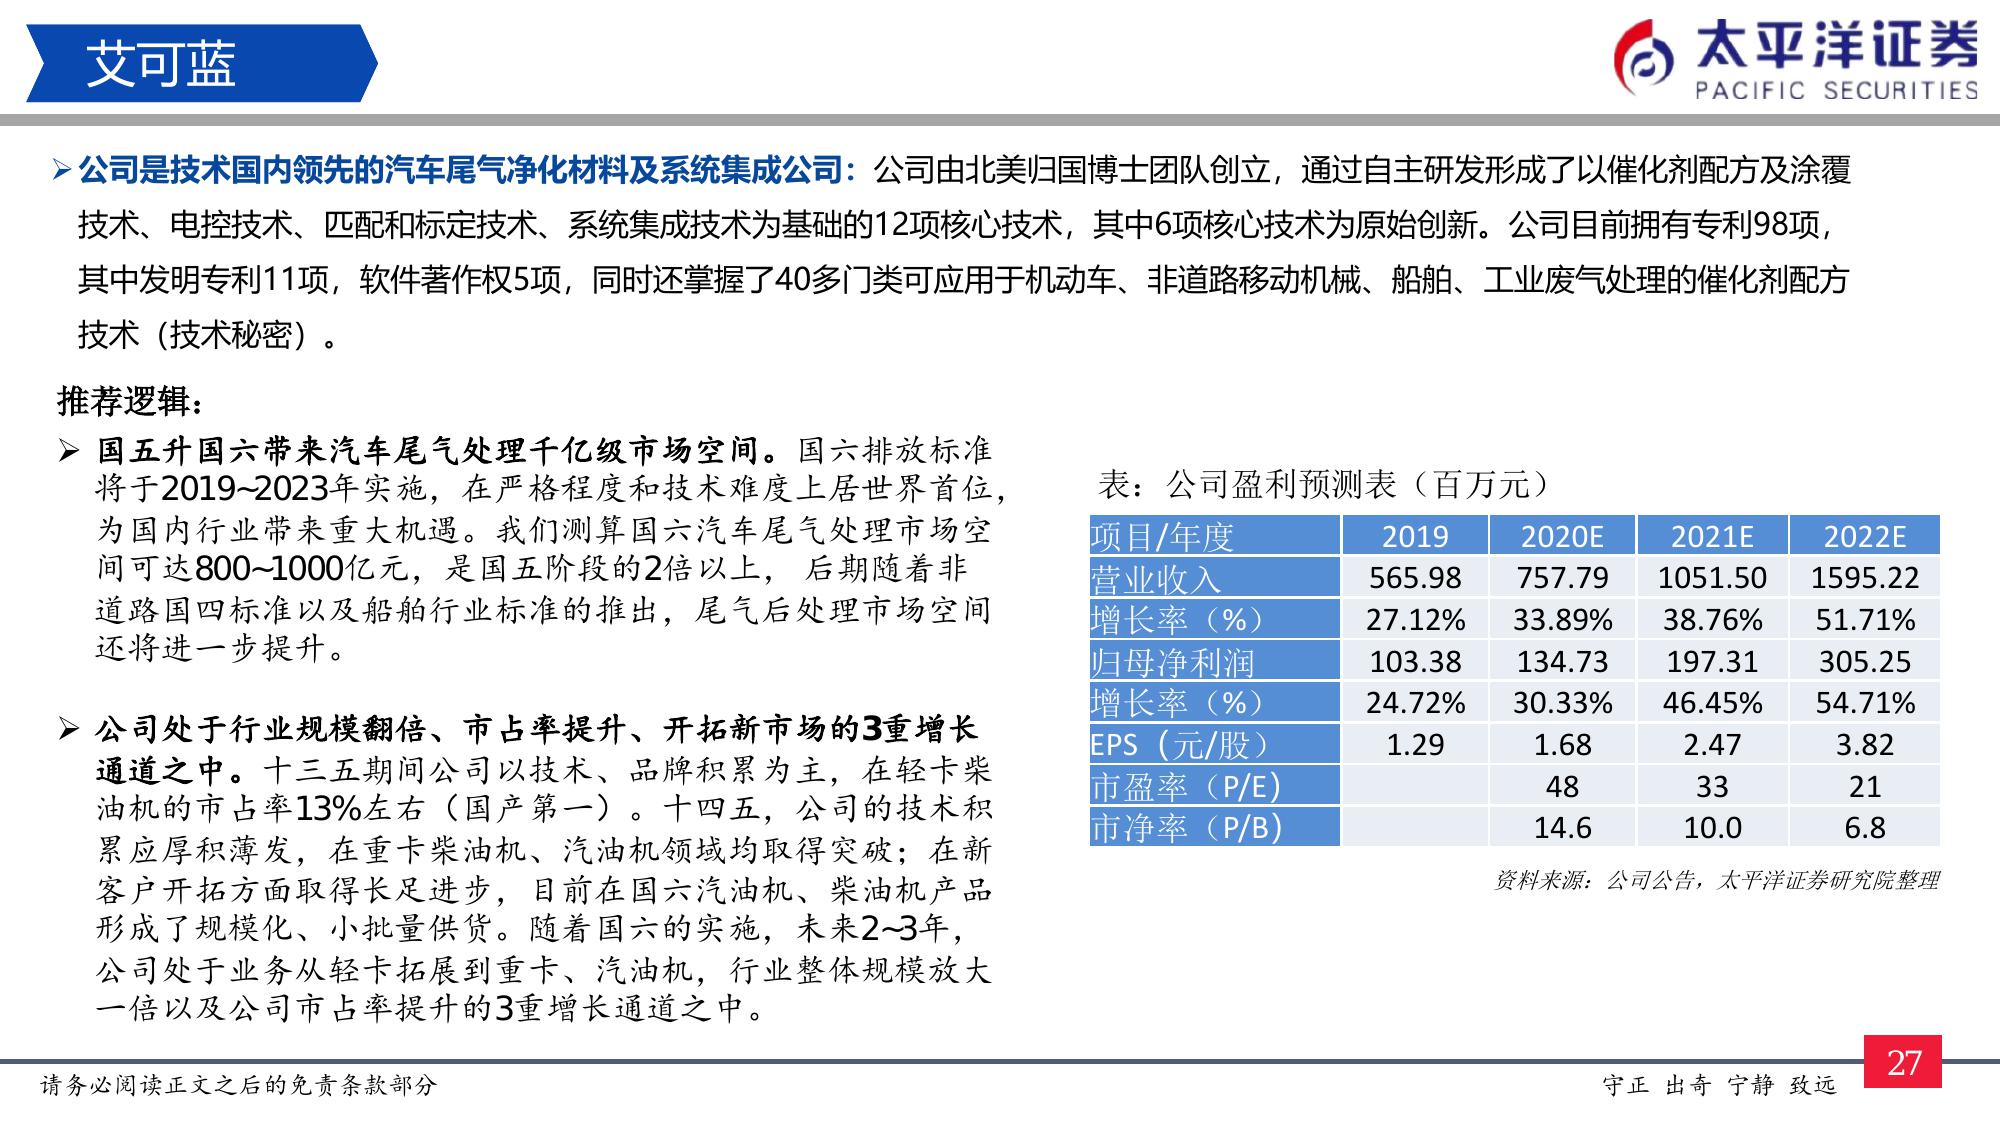 艾可蓝
太平洋证券
PACIFIC SECURITIES
➢公司是技术国内领先的汽车尾气净化材料及系统集成公司：公司由北美归国博士团队创立，通过自主研发形成了以催化剂配方及涂覆
技术、电控技术、匹配和标定技术、系统集成技术为基础的12项核心技术，其中6项核心技术为原始创新。公司目前拥有专利98项，
其中发明专利11项，软件著作权5项，同时还掌握了40多门类可应用于机动车、非道路移动机械、船舶、工业废气处理的催化剂配方
技术（技术秘密）。
推荐逻辑：
➢ 国五升国六带来汽车尾气处理千亿级市场空间。国六排放标准
将于2019~2023年实施，在严格程度和技术难度上居世界首位，
为国内行业带来重大机遇。我们测算国六汽车尾气处理市场空
间可达800~1000亿元，是国五阶段的2倍以上， 后期随着非
道路国四标准以及船舶行业标准的推出，尾气后处理市场空间
还将进一步提升。
➢ 公司处于行业规模翻倍、市占率提升、开拓新市场的3重增长
通道之中。十三五期间公司以技术、品牌积累为主，在轻卡柴
油机的市占率13%左右（国产第一）。十四五，公司的技术积
累应厚积薄发，在重卡柴油机、汽油机领域均取得突破；在新
客户开拓方面取得长足进步，目前在国六汽油机、柴油机产品
形成了规模化、小批量供货。随着国六的实施，未来2~3年，
公司处于业务从轻卡拓展到重卡、汽油机，行业整体规模放大
一倍以及公司市占率提升的3重增长通道之中。
表：公司盈利预测表（百万元）
项目/年度 2019 2020E 2021E 2022E
营业收入 565.98 757.79 1051.50 1595.22
增长率（%） 27.12% 33.89% 38.76% 51.71%
归母净利润 103.38 134.73 197.31 305.25
增长率（%） 24.72% 30.33% 46.45% 54.71%
EPS（元/股） 1.29 1.68 2.47 3.82
市盈率（P/E) 48 33 21
市净率（P/B) 14.6 10.0 6.8
资料来源：公司公告，太平洋证券研究院整理
请务必阅读正文之后的免责条款部分
守正 出奇 宁静 致远
27